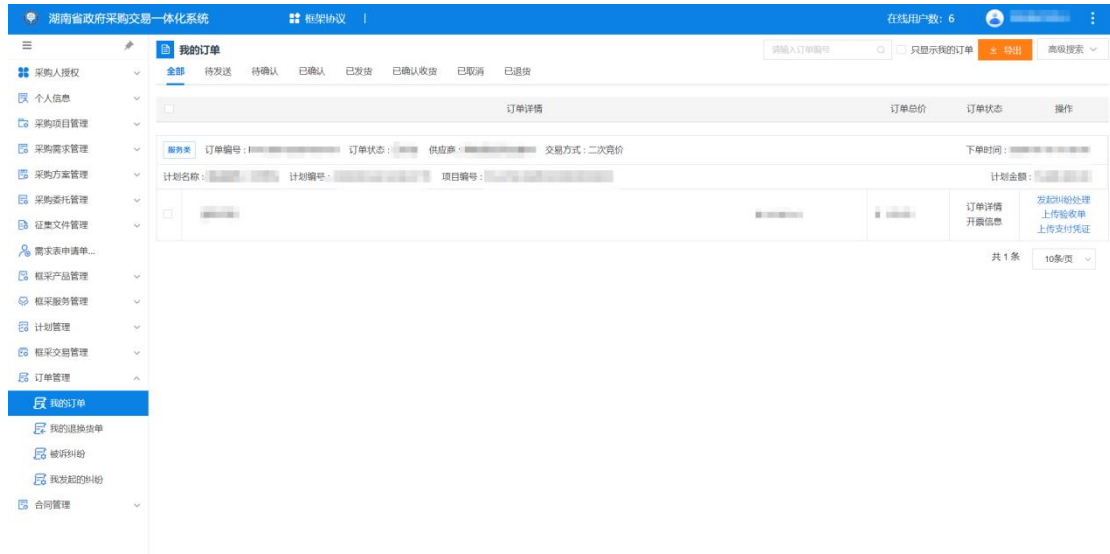 湖南省政府采购交易一体化系统 框架协议 在线用户数：6
我的订单 请输入订单编号 只显示我的订单 导出 高级搜索
全部 待发送 待确认 已确认 已发货 已确认收货 已取消 已退货
订单详情 订单总价 订单状态 操作
服务类 订单编号： 订单状态： 供应商： 交易方式：二次竞价 下单时间：
计划名称： 计划编号： 项目编号： 计划金额：
订单详情
开票信息
发起纠纷处理
上传验收单
上传支付凭证
共 1 条 10条/页
采购人授权
个人信息
采购项目管理
采购需求管理
采购方案管理
采购委托管理
征集文件管理
需求表申请单...
框采产品管理
框采服务管理
计划管理
框采交易管理
订单管理
我的订单
我的退换货单
被诉纠纷
我发起的纠纷
合同管理